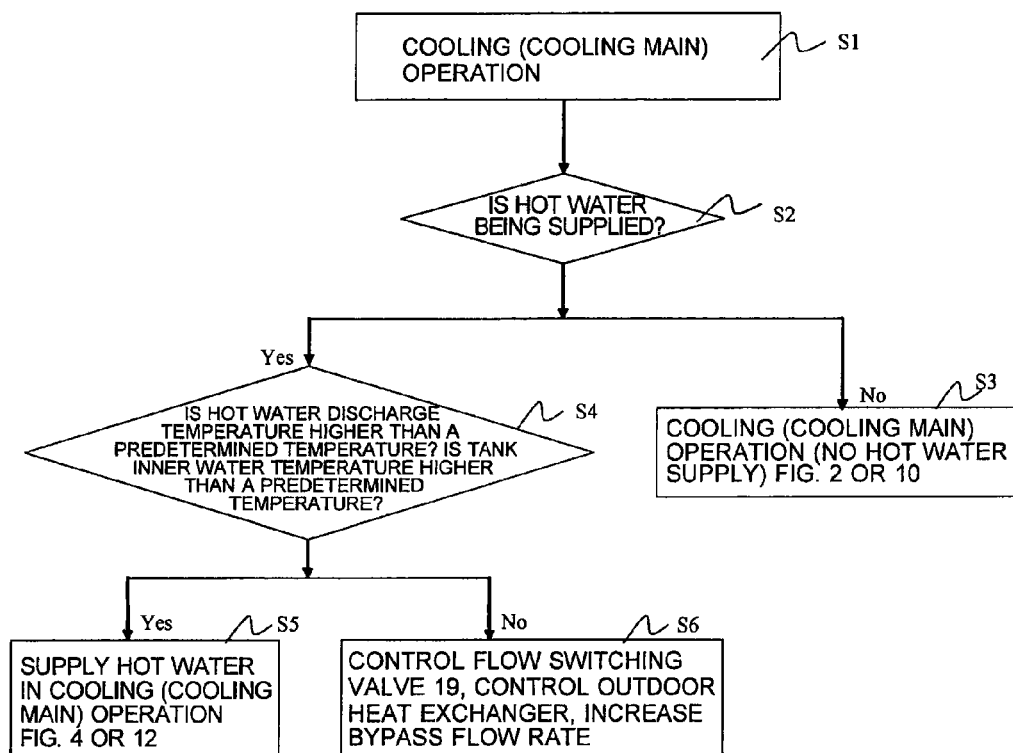 COOLING (COOLING MAIN)
OPERATION
S1
IS HOT WATER
BEING SUPPLIED?
S2
Yes
No
IS HOT WATER DISCHARGE
TEMPERATURE HIGHER THAN A
PREDETERMINED TEMPERATURE? IS TANK
INNER WATER TEMPERATURE HIGHER
THAN A PREDETERMINED
TEMPERATURE?
S4
S3
COOLING (COOLING MAIN)
OPERATION (NO HOT WATER
SUPPLY) FIG. 2 OR 10
Yes
S5
SUPPLY HOT WATER
IN COOLING (COOLING
MAIN) OPERATION
FIG. 4 OR 12
No
S6
CONTROL FLOW SWITCHING
VALVE 19, CONTROL OUTDOOR
HEAT EXCHANGER, INCREASE
BYPASS FLOW RATE